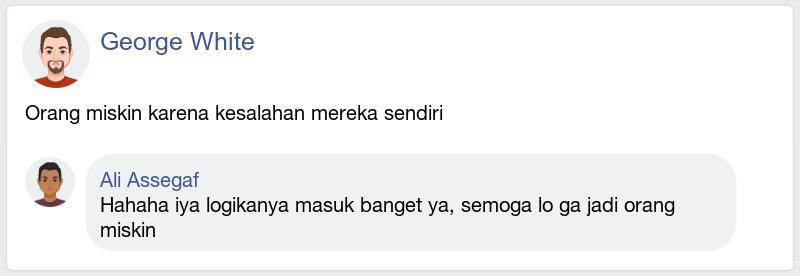 George White
Orang miskin karena kesalahan mereka sendiri
Ali Assegaf
Hahaha iya logikanya masuk banget ya, semoga lo ga jadi orang
miskin